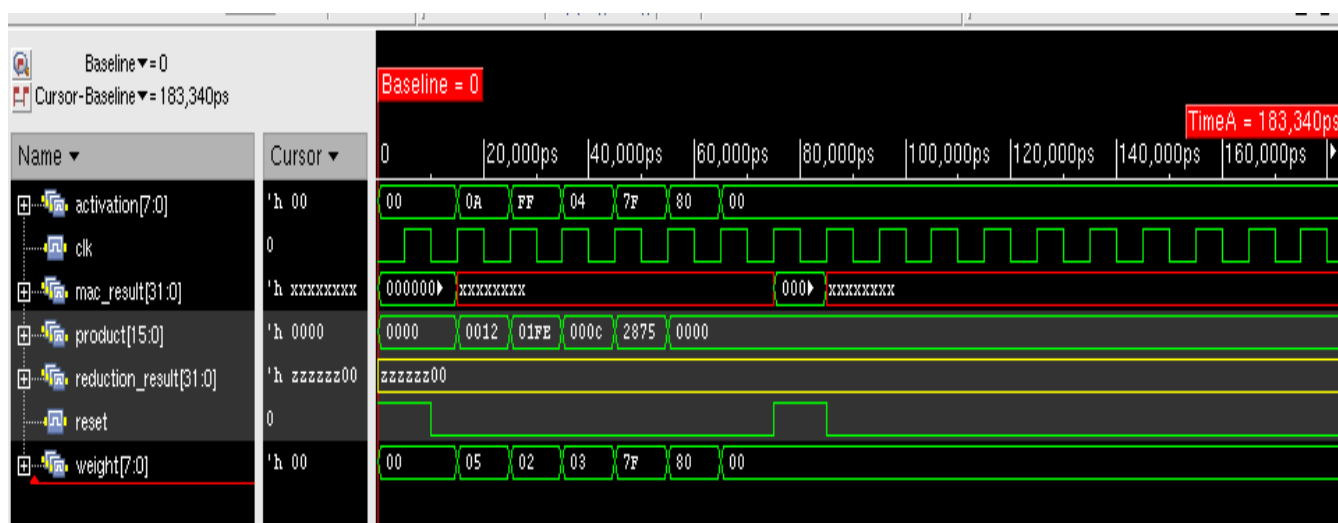 Baseline▼= 0
Cursor-Baseline▼= 183,340ps
Baseline = 0
TimeA = 183,340ps
Name ▼ Cursor ▼ 0 20,000ps 40,000ps 60,000ps 80,000ps 100,000ps 120,000ps 140,000ps 160,000ps
activation[7:0] 'h 00 00 0A FF 04 7F 80 00
clk 0
mac_result[31:0] 'h xxxxxxxx 000000▶ xxxxxxxx 000▶ xxxxxxxx
product[15:0] 'h 0000 0000 0012 01FE 000C 2875 0000
reduction_result[31:0] 'h zzzzzz00 zzzzzz00
reset 0
weight[7:0] 'h 00 00 05 02 03 7F 80 00